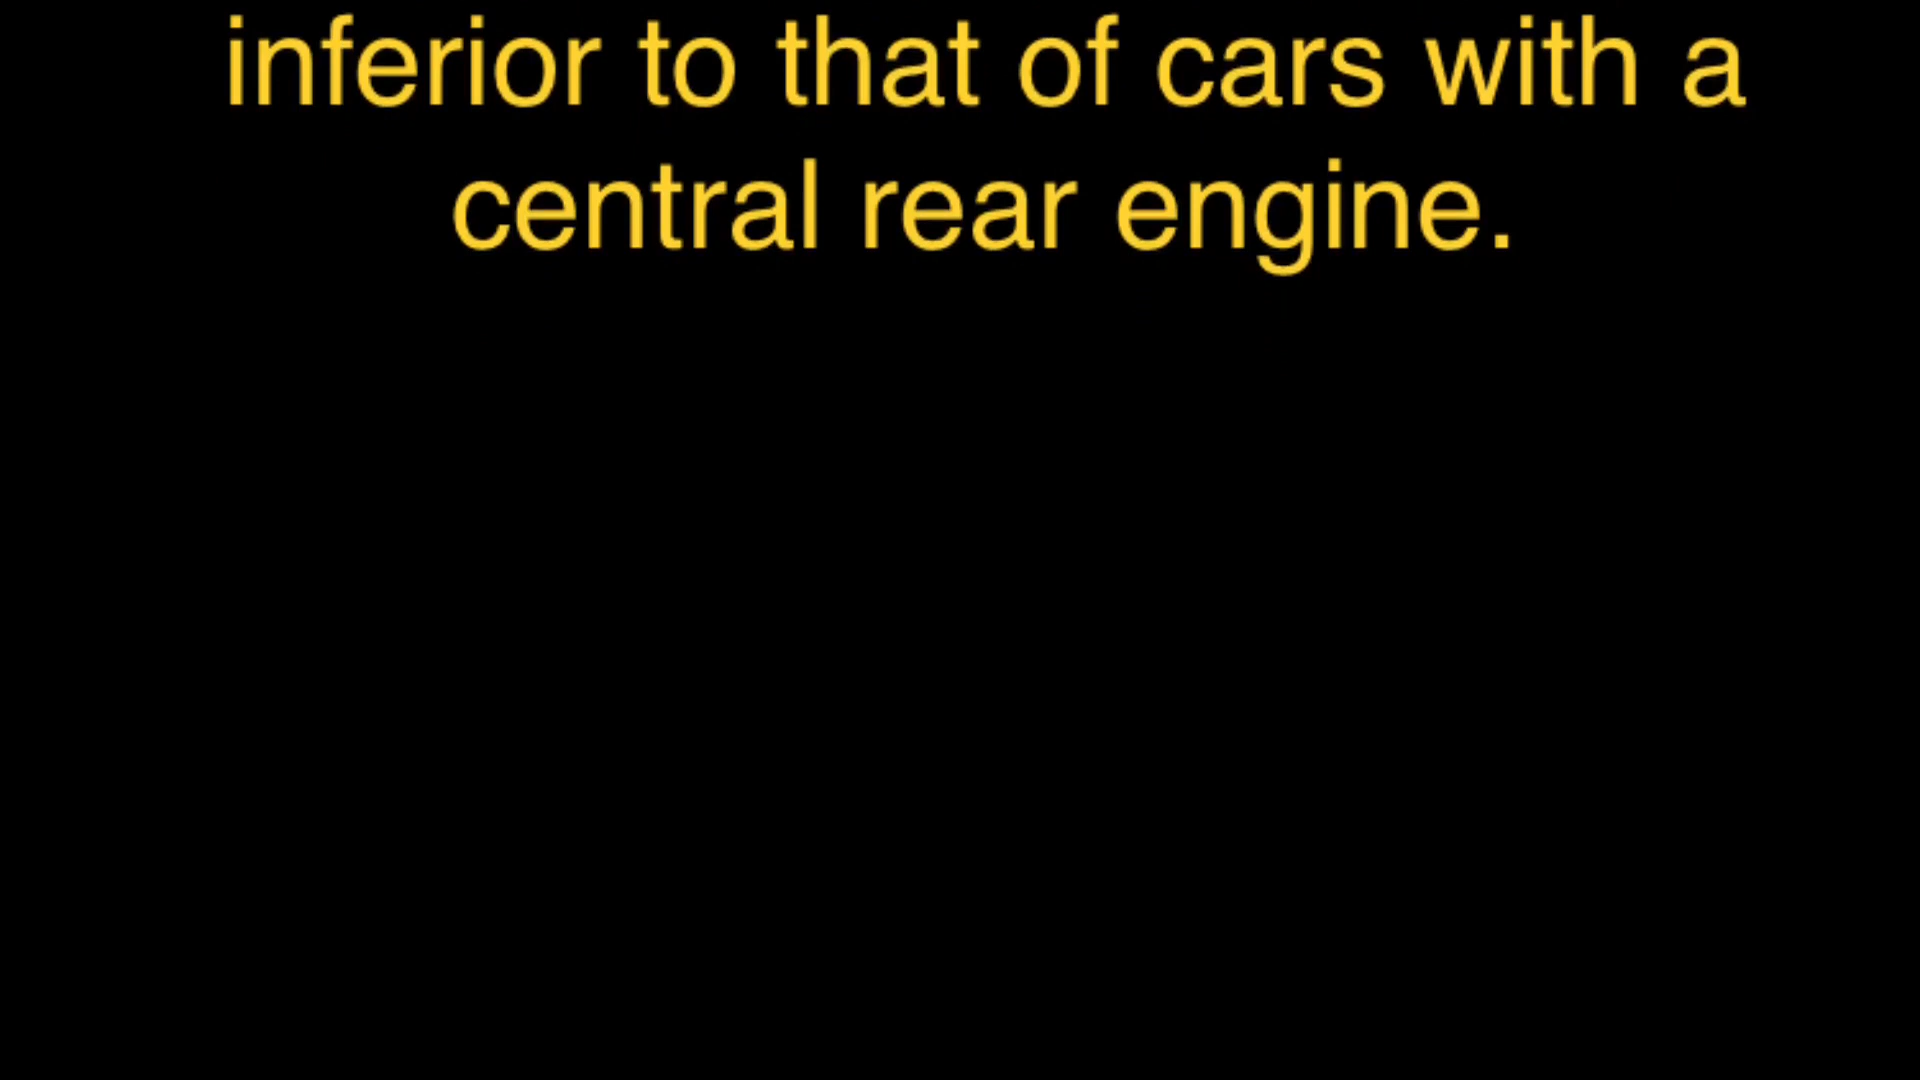 inferior to that of cars with a
central rear engine.